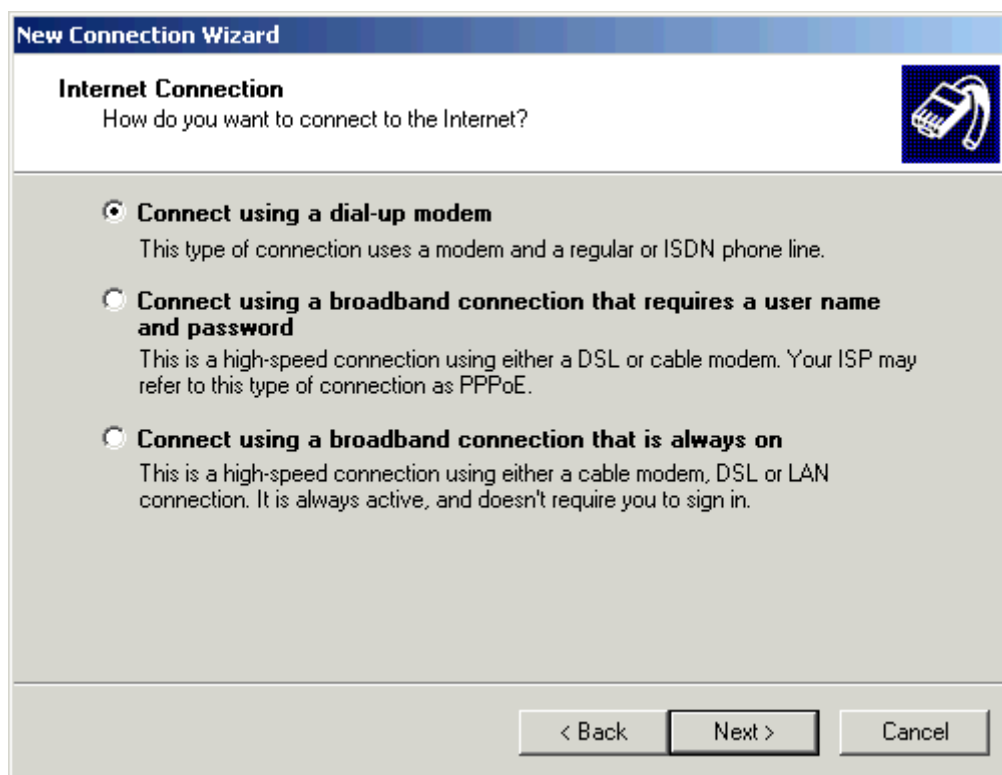 New Connection Wizard
Internet Connection
How do you want to connect to the Internet?
Connect using a dial-up modem
This type of connection uses a modem and a regular or ISDN phone line.
Connect using a broadband connection that requires a user name
and password
This is a high-speed connection using either a DSL or cable modem. Your ISP may
refer to this type of connection as PPPoE.
Connect using a broadband connection that is always on
This is a high-speed connection using either a cable modem, DSL or LAN
connection. It is always active, and doesn't require you to sign in.
< Back Next > Cancel